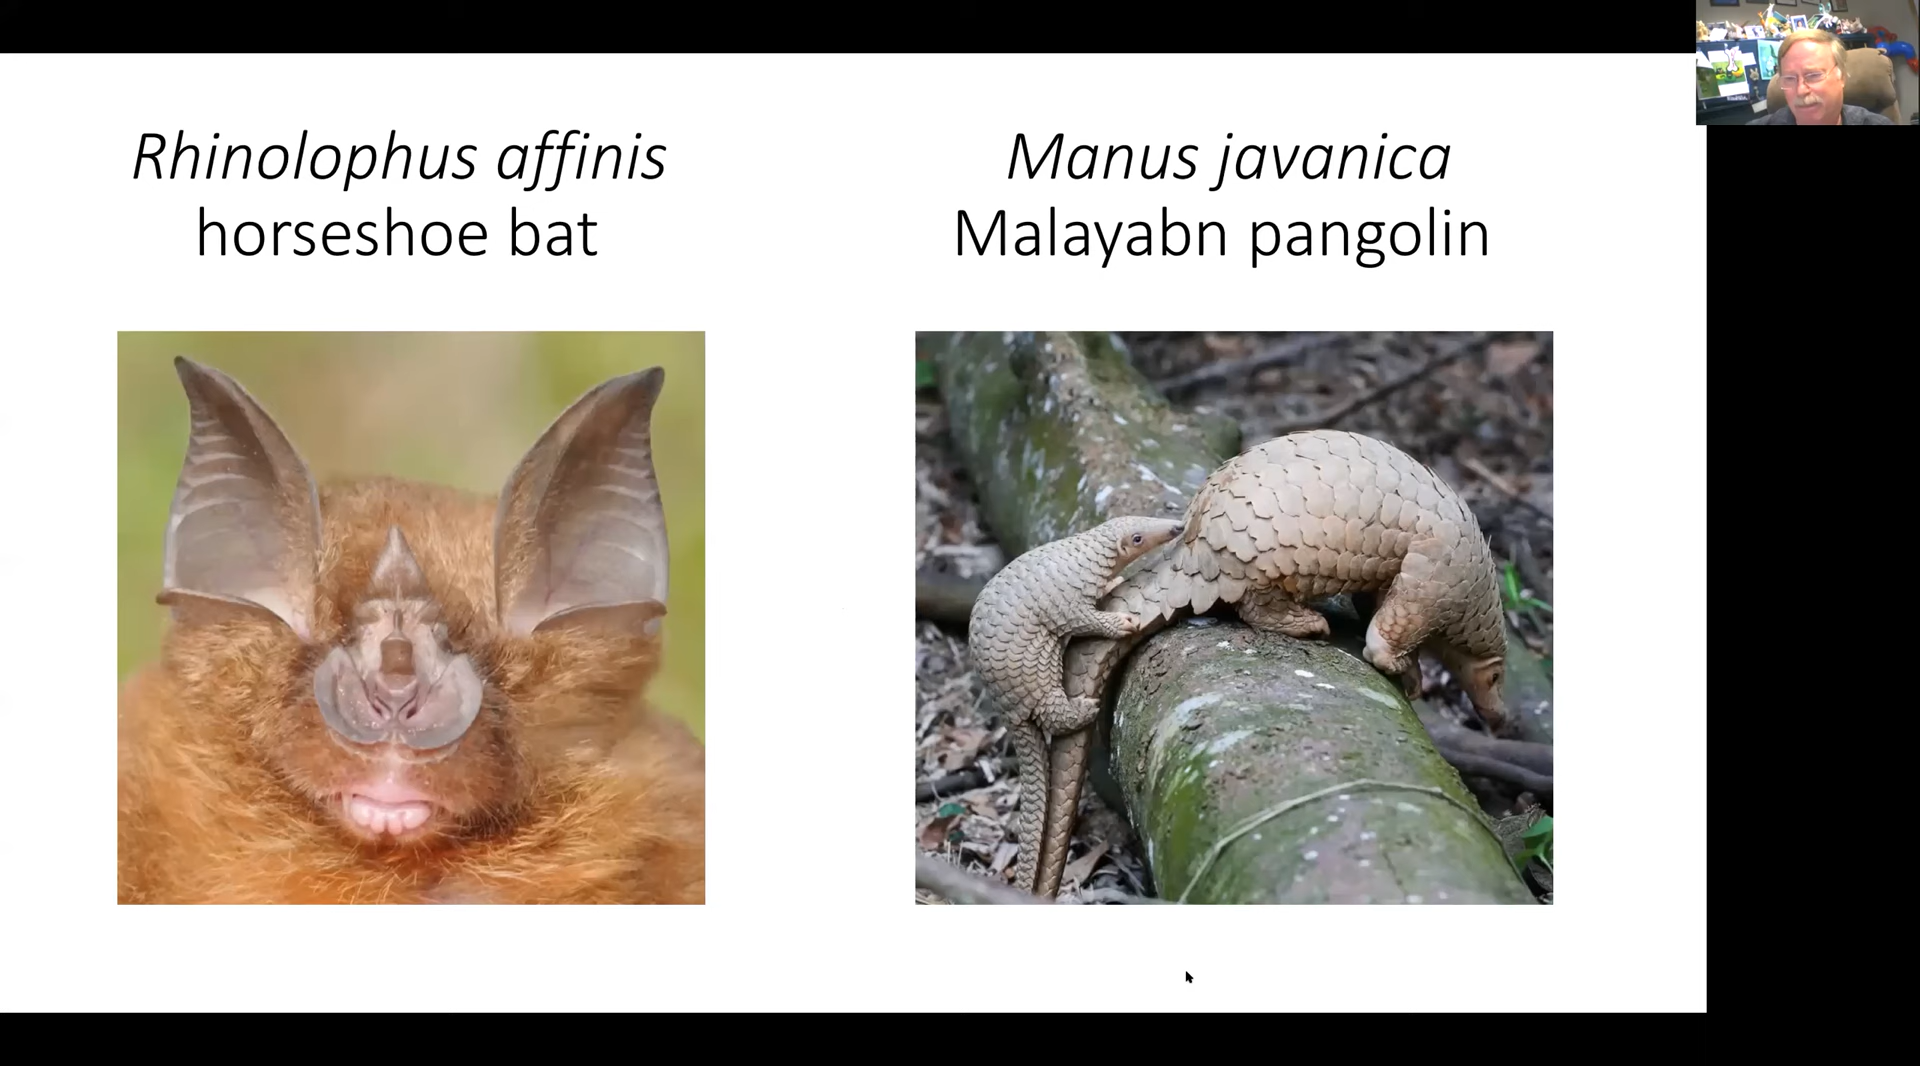 Rhinolophus affinis
horseshoe bat
Manus javanica
Malayabn pangolin